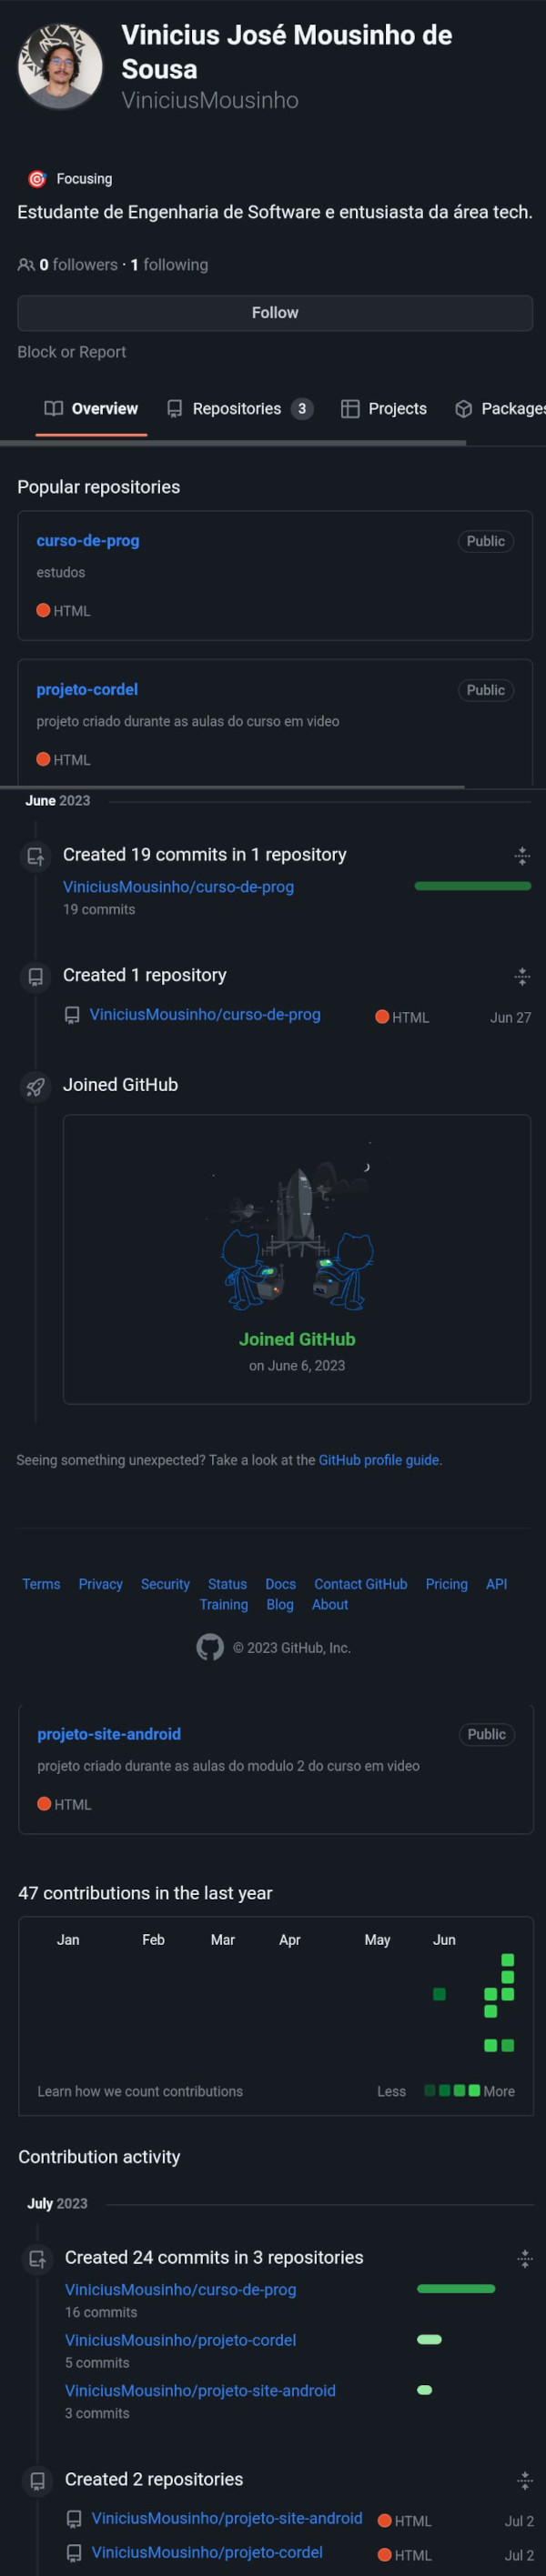 Vinicius José Mousinho de
Sousa
ViniciusMousinho
Focusing
Estudante de Engenharia de Software e entusiasta da área tech.
0 followers · 1 following
Follow
Block or Report
Overview Repositories 3 Projects Packages
Popular repositories
curso-de-prog Public
estudos
HTML
projeto-cordel Public
projeto criado durante as aulas do curso em video
HTML
June 2023
Created 19 commits in 1 repository
ViniciusMousinho/curso-de-prog
19 commits
Created 1 repository
ViniciusMousinho/curso-de-prog HTML Jun 27
Joined GitHub
Joined GitHub
on June 6, 2023
Seeing something unexpected? Take a look at the GitHub profile guide.
Terms Privacy Security Status Docs Contact GitHub Pricing API
Training Blog About
© 2023 GitHub, Inc.
projeto-site-android Public
projeto criado durante as aulas do modulo 2 do curso em video
HTML
47 contributions in the last year
Jan Feb Mar Apr May Jun
Learn how we count contributions Less More
Contribution activity
July 2023
Created 24 commits in 3 repositories
ViniciusMousinho/curso-de-prog
16 commits
ViniciusMousinho/projeto-cordel
5 commits
ViniciusMousinho/projeto-site-android
3 commits
Created 2 repositories
ViniciusMousinho/projeto-site-android HTML Jul 2
ViniciusMousinho/projeto-cordel HTML Jul 2